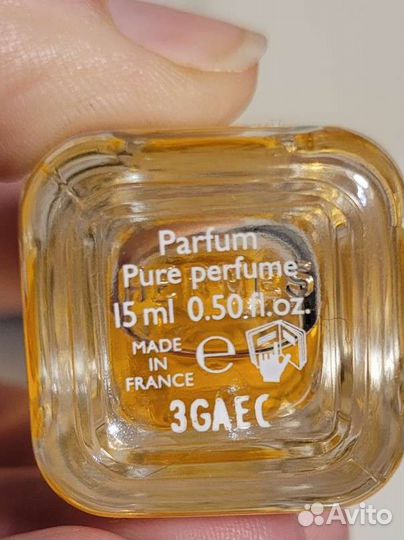 Parfum
Pure perfume
15 ml 0.50.fl.oz.
MADE
IN
FRANCE
e
3GAEC
Avito